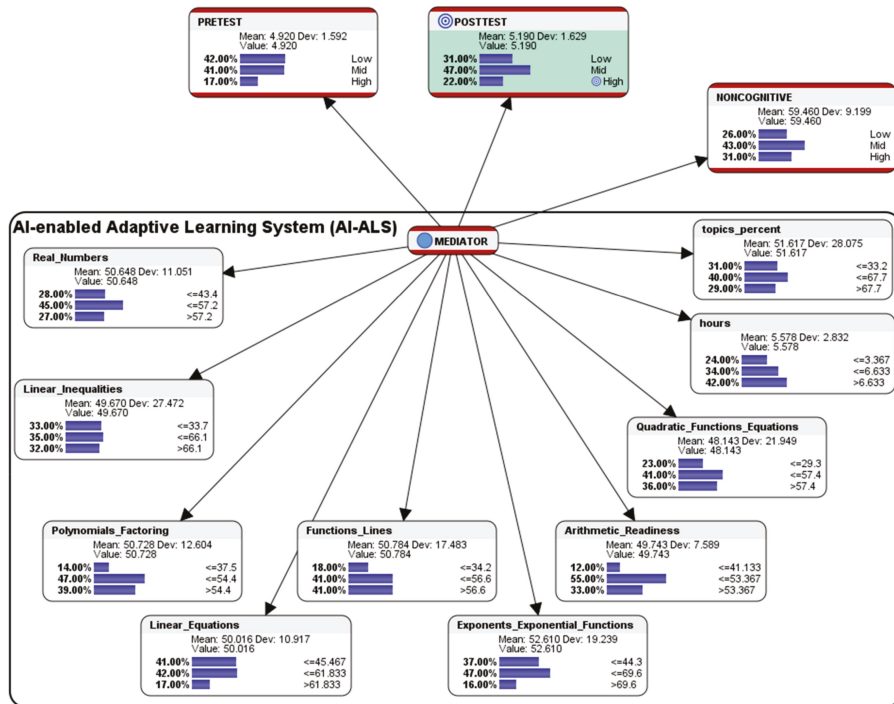 PRETEST
Mean: 4.920 Dev: 1.592
Value: 4.920
42.00% Low
41.00% Mid
17.00% High
POSTTEST
Mean: 5.190 Dev: 1.629
Value: 5.190
31.00% Low
47.00% Mid
22.00% High
NONCOGNITIVE
Mean: 59.460 Dev: 9.199
Value: 59.460
26.00% Low
43.00% Mid
31.00% High
AI-enabled Adaptive Learning System (AI-ALS)
MEDIATOR
Real_Numbers
Mean: 50.648 Dev: 11.051
Value: 50.648
28.00% <=43.4
45.00% <=57.2
27.00% >57.2
topics_percent
Mean: 51.617 Dev: 28.075
Value: 51.617
31.00% <=33.2
40.00% <=67.7
29.00% >67.7
hours
Mean: 5.578 Dev: 2.832
Value: 5.578
24.00% <=3.367
34.00% <=6.633
42.00% >6.633
Linear_Inequalities
Mean: 49.670 Dev: 27.472
Value: 49.670
33.00% <=33.7
35.00% <=66.1
32.00% >66.1
Quadratic_Functions_Equations
Mean: 48.143 Dev: 21.949
Value: 48.143
23.00% <=29.3
41.00% <=57.4
36.00% >57.4
Polynomials_Factoring
Mean: 50.728 Dev: 12.604
Value: 50.728
14.00% <=37.5
47.00% <=54.4
39.00% >54.4
Functions_Lines
Mean: 50.784 Dev: 17.483
Value: 50.784
18.00% <=34.2
41.00% <=56.6
41.00% >56.6
Arithmetic_Readiness
Mean: 49.743 Dev: 7.589
Value: 49.743
12.00% <=41.133
55.00% <=53.367
33.00% >53.367
Linear_Equations
Mean: 50.016 Dev: 10.917
Value: 50.016
41.00% <=45.467
42.00% <=61.833
17.00% >61.833
Exponents_Exponential_Functions
Mean: 52.610 Dev: 19.239
Value: 52.610
37.00% <=44.3
47.00% <=69.6
16.00% >69.6